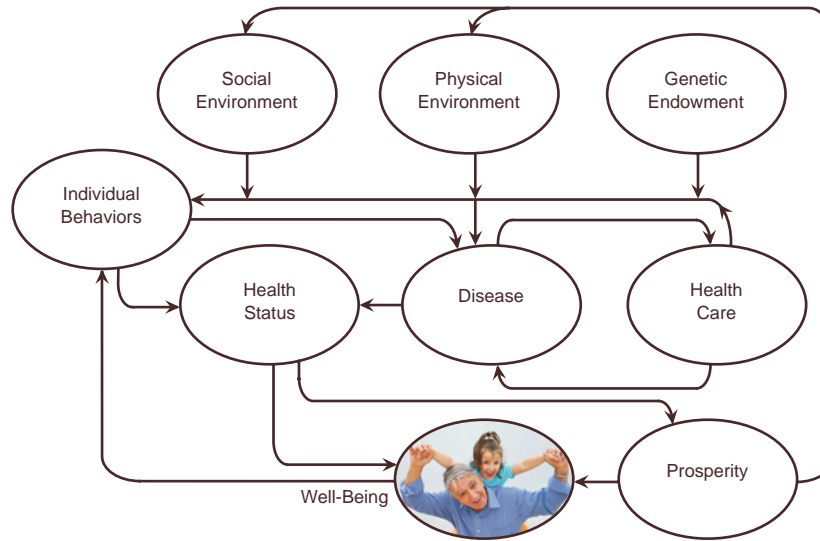 Social
Environment
Physical
Environment
Genetic
Endowment
Individual
Behaviors
Health
Status
Disease
Health
Care
Prosperity
Well-Being